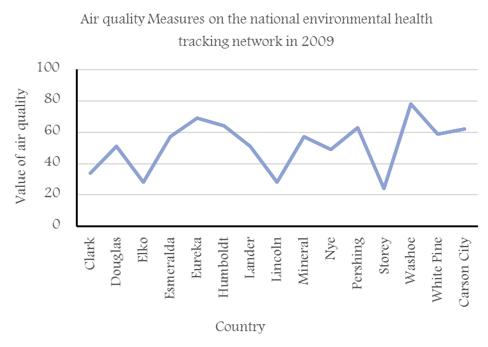 Air quality Measures on the national environmental health
tracking network in 2009
Value of air quality
100
80
60
40
20
0
Clark
Douglas
Elko
Esmeralda
Eureka
Humboldt
Lander
Lincoln
Mineral
Nye
Pershing
Storey
Washoe
White Pine
Carson City
Country